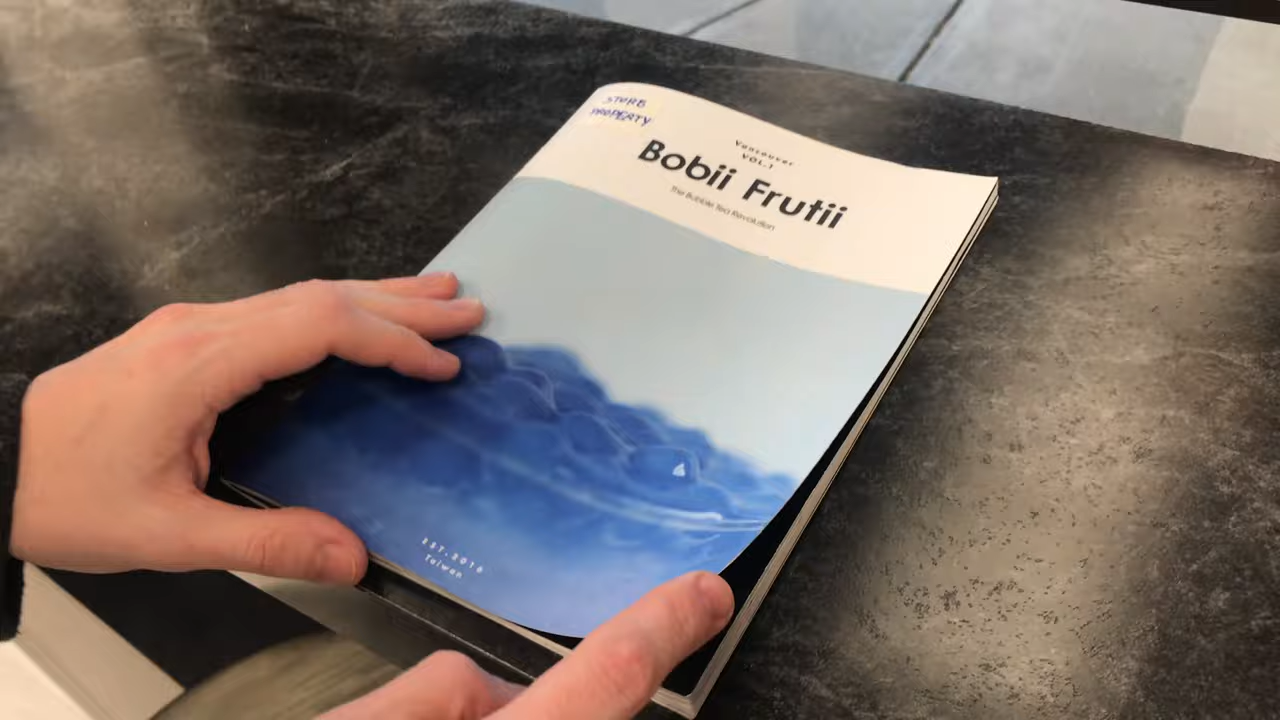 STORE
PROPERTY
Vancouver
VOL.1
Bobii Frutii
The Bubble Tea Revolution
EST.2016
Taiwan